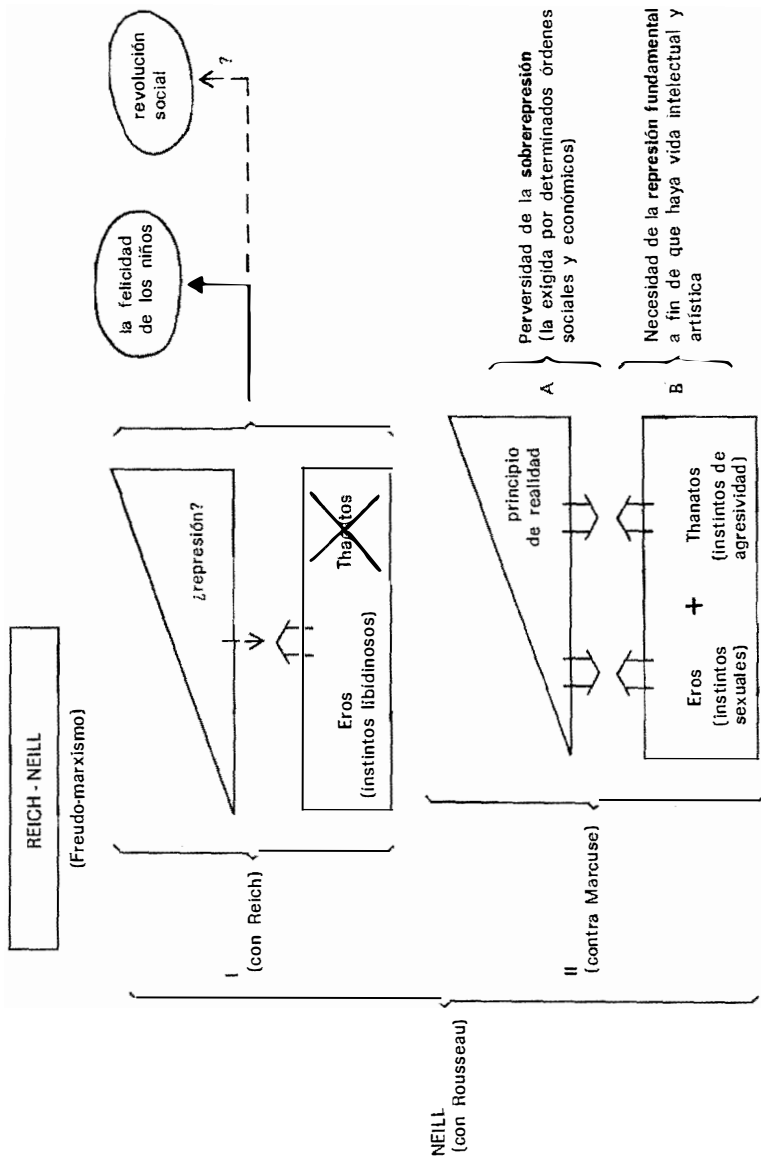 REICH - NEILL
(Freudo-marxismo)
NEILL
(con Rousseau)
I
(con Reich)
¿represión?
Eros
(instintos libidinosos)
Thanatos
la felicidad
de los niños
revolución
social
?
II
(contra Marcuse)
principio
de realidad
Eros
(instintos
sexuales)
+
Thanatos
(instintos de
agresividad)
A
Perversidad de la sobrerepresión
(la exigida por determinados órdenes
sociales y económicos)
B
Necesidad de la represión fundamental
a fin de que haya vida intelectual y
artística